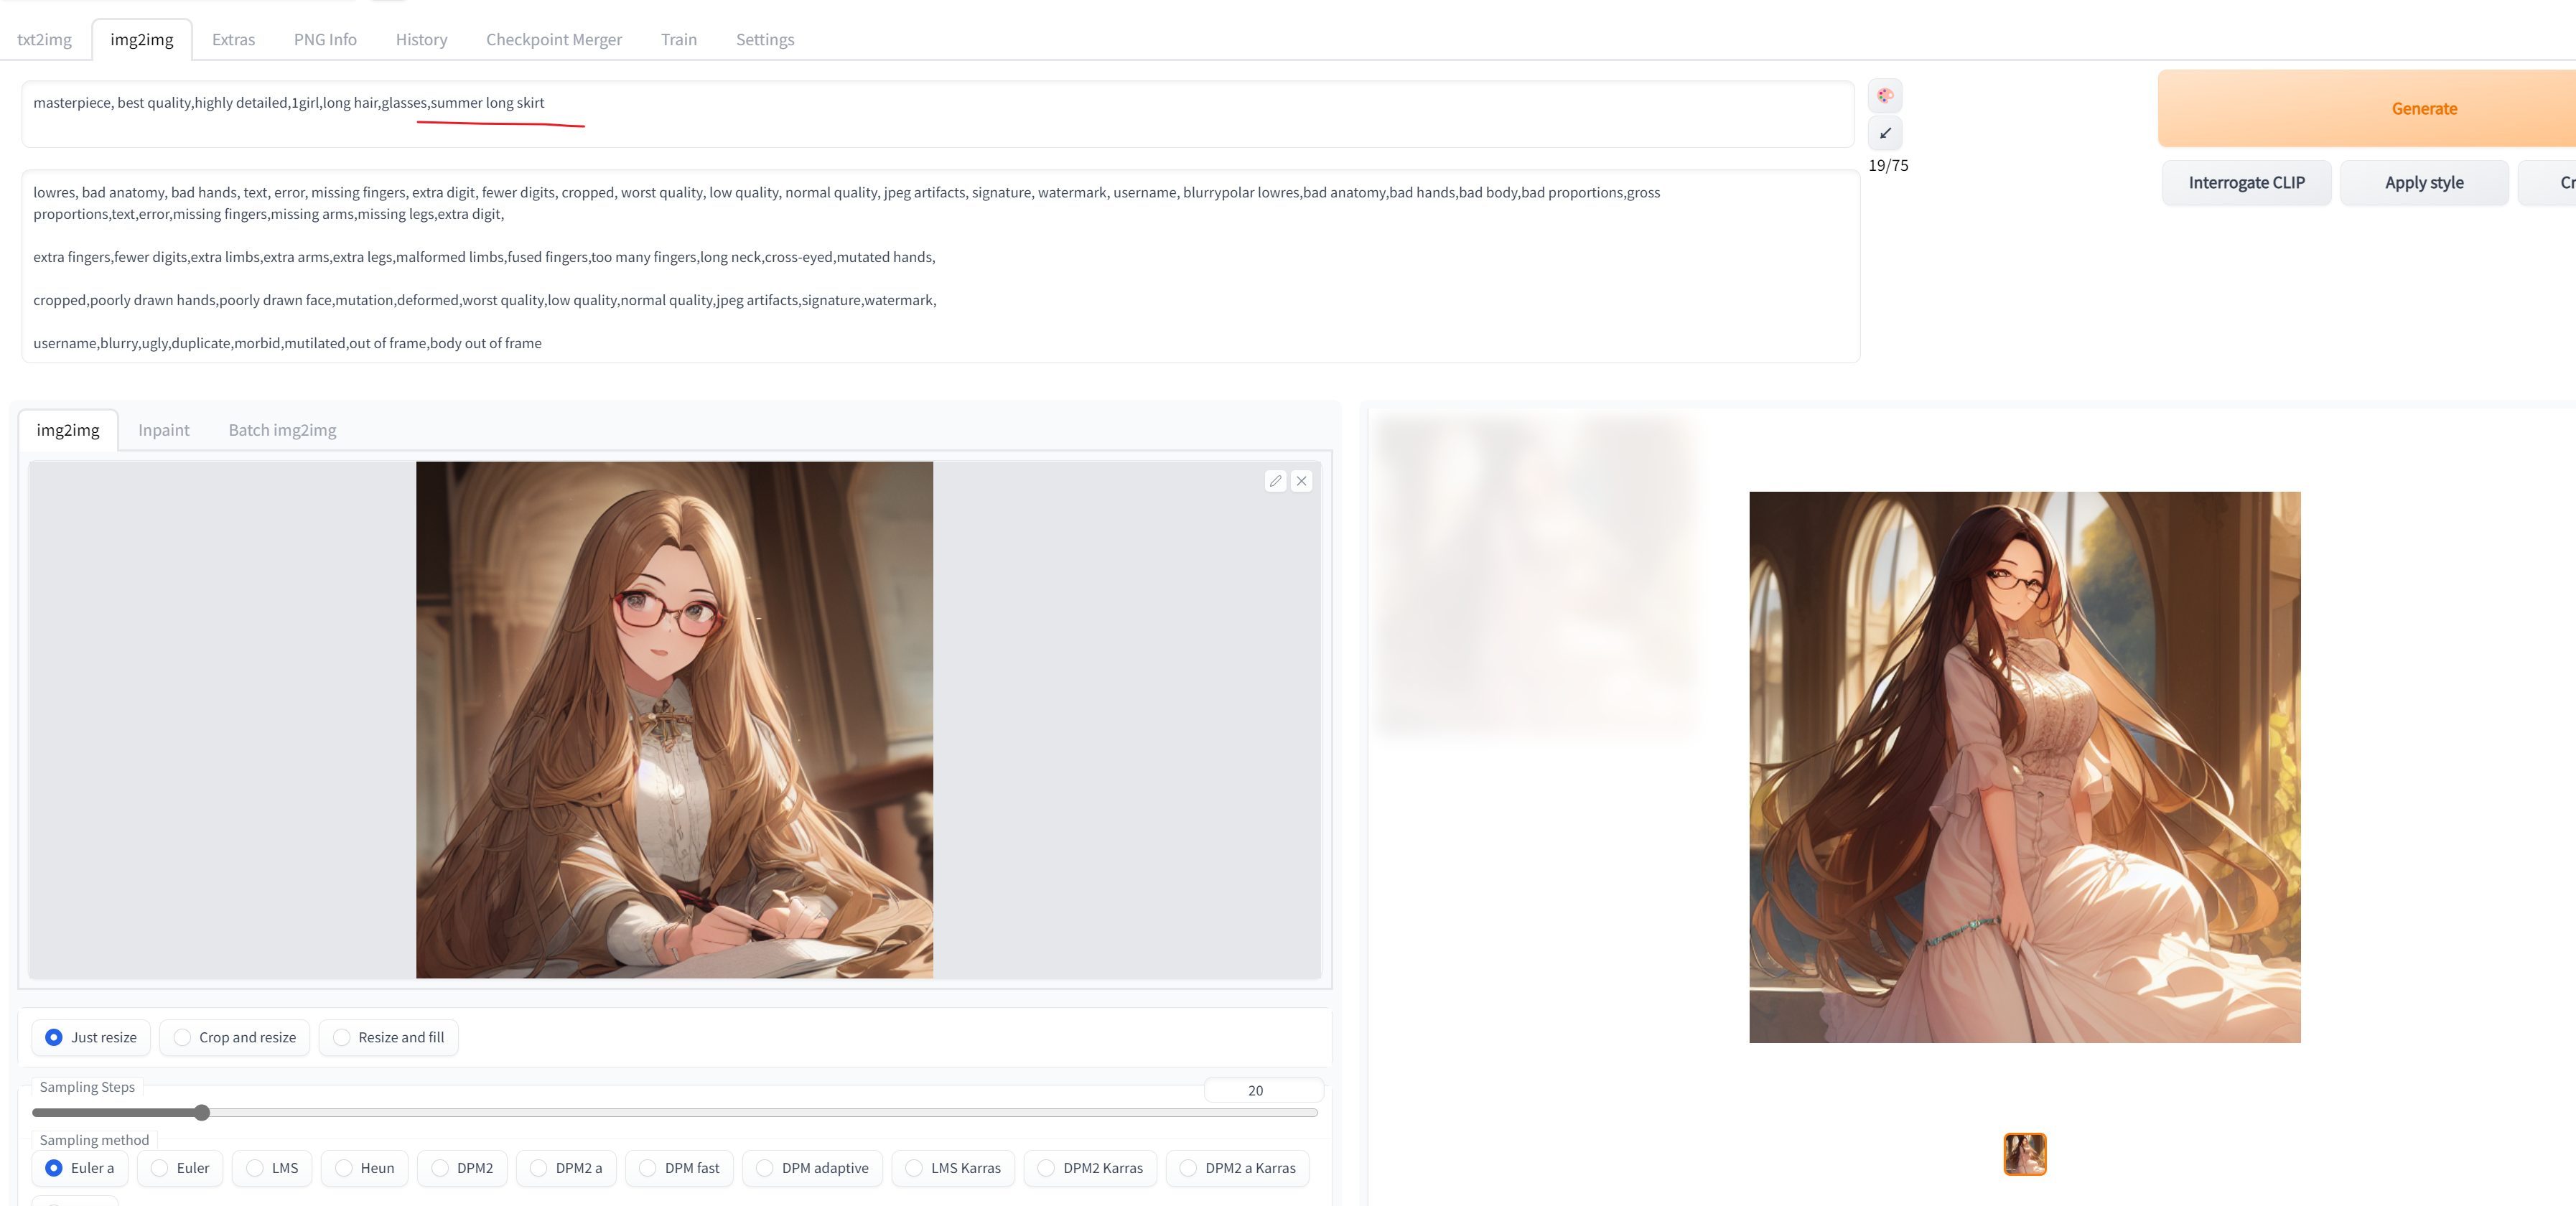 txt2img img2img Extras PNG Info History Checkpoint Merger Train Settings
masterpiece, best quality,highly detailed,1girl,long hair,glasses,summer long skirt
Generate
19/75
lowres, bad anatomy, bad hands, text, error, missing fingers, extra digit, fewer digits, cropped, worst quality, low quality, normal quality, jpeg artifacts, signature, watermark, username, blurrypolar lowres,bad anatomy,bad hands,bad body,bad proportions,gross
proportions,text,error,missing fingers,missing arms,missing legs,extra digit,
extra fingers,fewer digits,extra limbs,extra arms,extra legs,malformed limbs,fused fingers,too many fingers,long neck,cross-eyed,mutated hands,
cropped,poorly drawn hands,poorly drawn face,mutation,deformed,worst quality,low quality,normal quality,jpeg artifacts,signature,watermark,
username,blurry,ugly,duplicate,morbid,mutilated,out of frame,body out of frame
Interrogate CLIP Apply style Cr
img2img Inpaint Batch img2img
Just resize Crop and resize Resize and fill
Sampling Steps 20
Sampling method
Euler a Euler LMS Heun DPM2 DPM2 a DPM fast DPM adaptive LMS Karras DPM2 Karras DPM2 a Karras